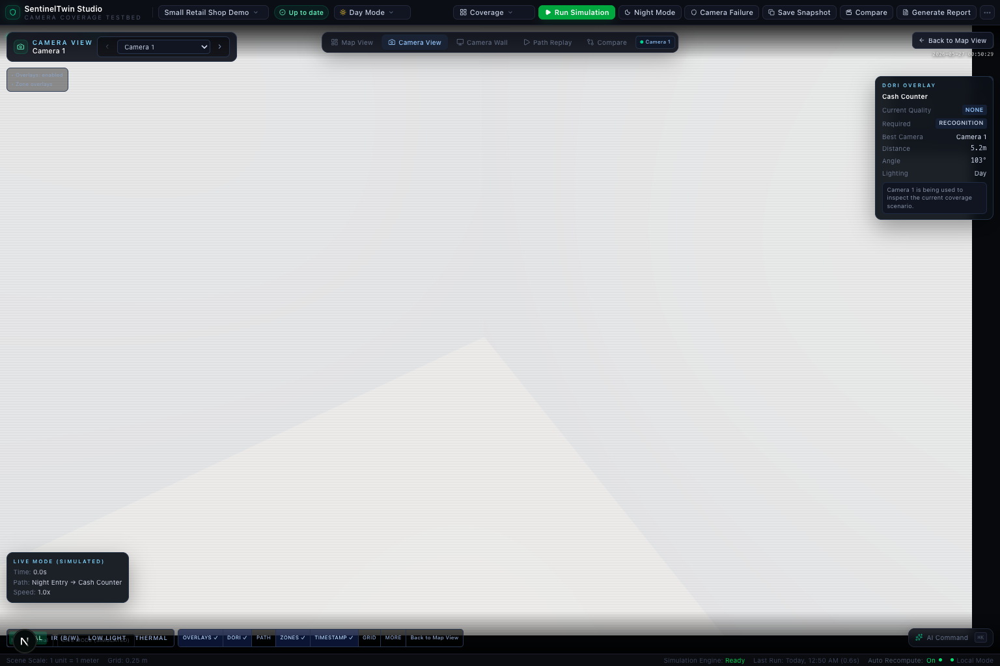 SentinelTwin Studio
CAMERA COVERAGE TESTBED
Small Retail Shop Demo
Up to date
Day Mode
Coverage
Run Simulation
Night Mode
Camera Failure
Save Snapshot
Compare
Generate Report
CAMERA VIEW
Camera 1
Camera 1
Map View
Camera View
Camera Wall
Path Replay
Compare
Camera 1
Back to Map View
2026-05-27 00:50:29
Overlays: enabled
Zone overlays
DORI OVERLAY
Cash Counter
Current Quality NONE
Required RECOGNITION
Best Camera Camera 1
Distance 5.2m
Angle 103°
Lighting Day
Camera 1 is being used to
inspect the current coverage
scenario.
LIVE MODE (SIMULATED)
Time: 0.0s
Path: Night Entry → Cash Counter
Speed: 1.0x
IR (B/W)
LOW LIGHT
THERMAL
LIVE MODE (SIMULATED)
OVERLAYS ✓
DORI ✓
PATH
ZONES ✓
TIMESTAMP ✓
GRID
MORE
Back to Map View
AI Command ⌘K
Scene Scale: 1 unit = 1 meter
Grid: 0.25 m
Simulation Engine: Ready
Last Run: Today, 12:50 AM (0.6s)
Auto Recompute: On
Local Mode